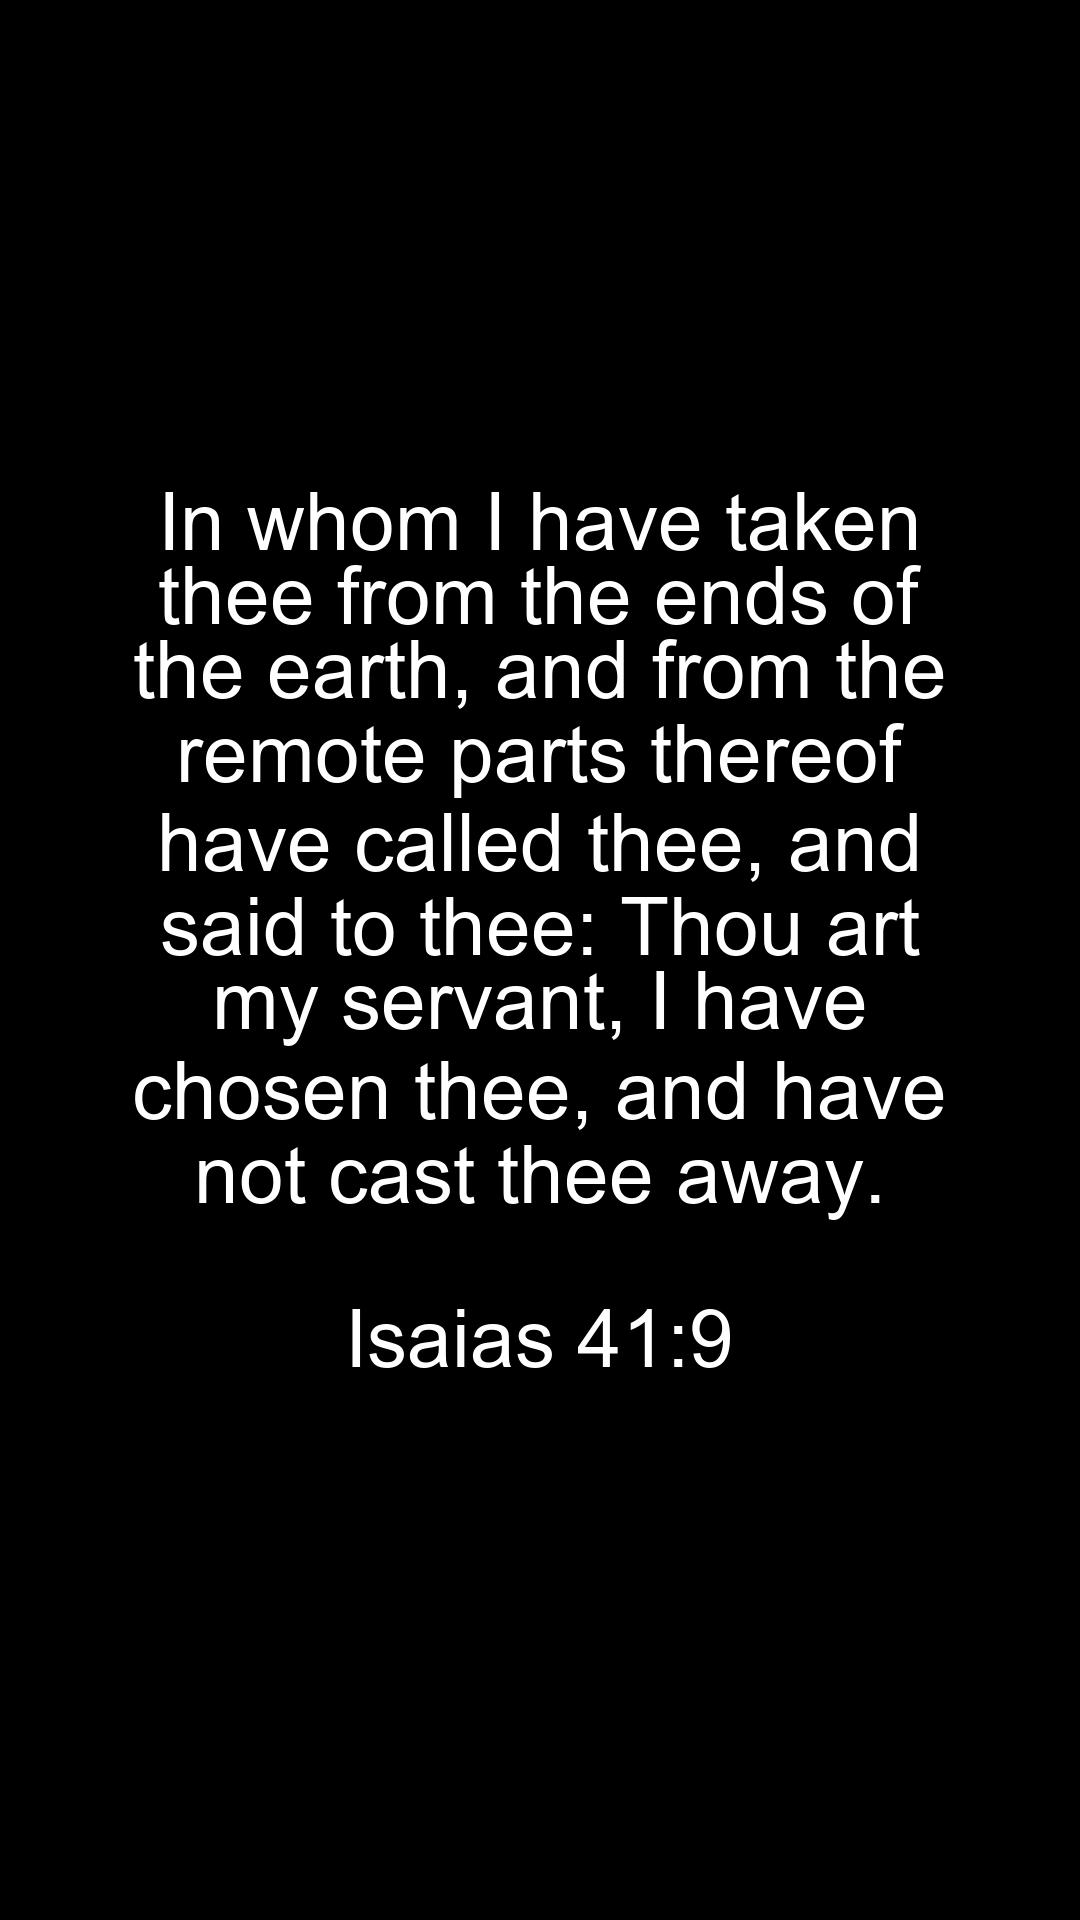 In whom I have taken
thee from the ends of
the earth, and from the
remote parts thereof
have called thee, and
said to thee: Thou art
my servant, I have
chosen thee, and have
not cast thee away.
Isaias 41:9